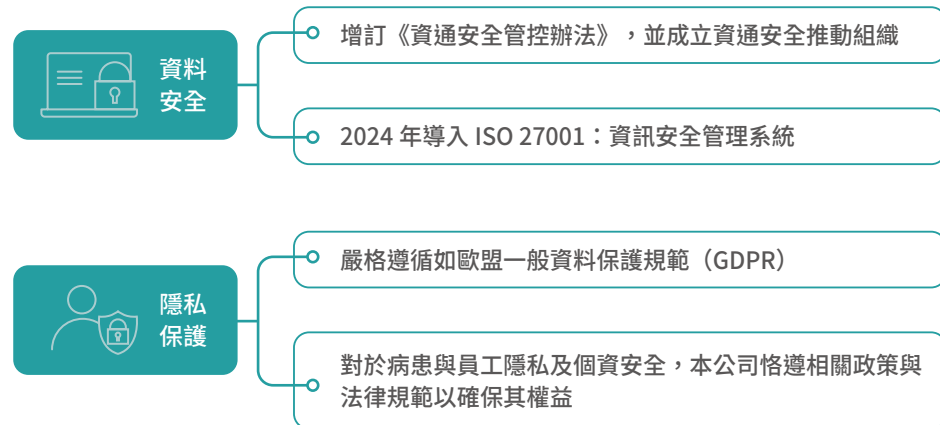 資料
安全
增訂《資通安全管控辦法》，並成立資通安全推動組織
2024 年導入 ISO 27001：資訊安全管理系統
隱私
保護
嚴格遵循如歐盟一般資料保護規範（GDPR）
對於病患與員工隱私及個資安全，本公司恪遵相關政策與
法律規範以確保其權益